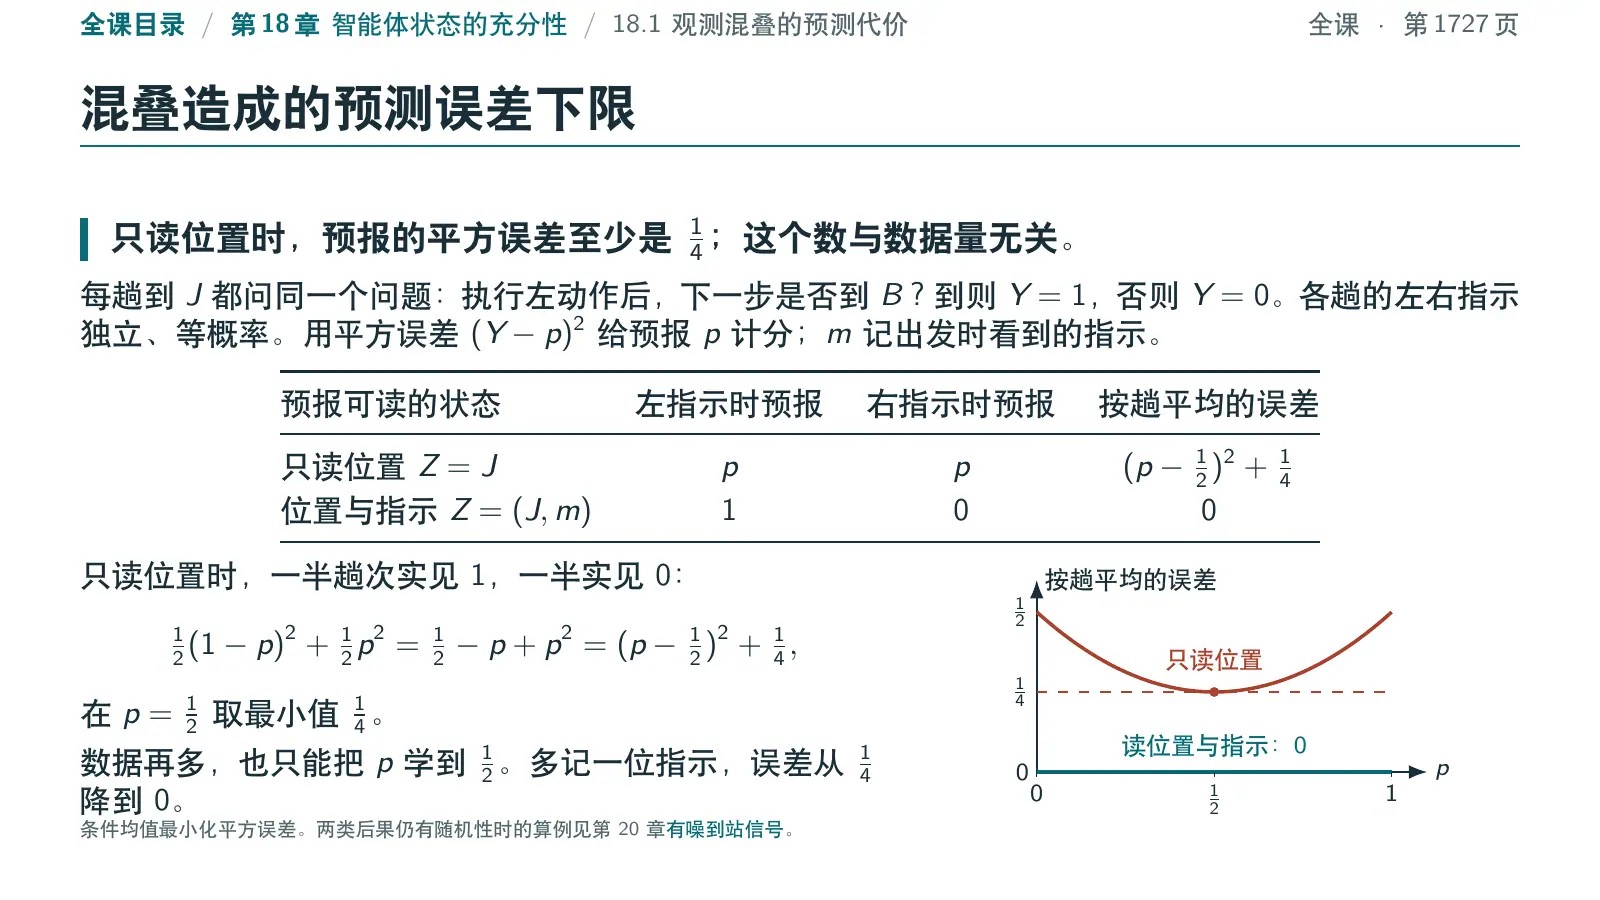 全课目录 / 第 18 章 智能体状态的充分性 / 18.1 观测混叠的预测代价
全课 · 第 1727 页
混叠造成的预测误差下限
只读位置时，预报的平方误差至少是 1/4；这个数与数据量无关。
每趟到 J 都问同一个问题：执行左动作后，下一步是否到 B？到则 Y = 1，否则 Y = 0。各趟的左右指示
独立、等概率。用平方误差 (Y − p)² 给预报 p 计分；m 记出发时看到的指示。
预报可读的状态 左指示时预报 右指示时预报 按趟平均的误差
只读位置 Z = J p p (p − 1/2)² + 1/4
位置与指示 Z = (J, m) 1 0 0
只读位置时，一半趟次实见 1，一半实见 0：
1/2(1 − p)² + 1/2p² = 1/2 − p + p² = (p − 1/2)² + 1/4,
在 p = 1/2 取最小值 1/4。
数据再多，也只能把 p 学到 1/2。多记一位指示，误差从 1/4
降到 0。
按趟平均的误差
1/2
只读位置
1/4
读位置与指示：0
0
p
0 1/2 1
条件均值最小化平方误差。两类后果仍有随机性时的算例见第 20 章有噪到站信号。